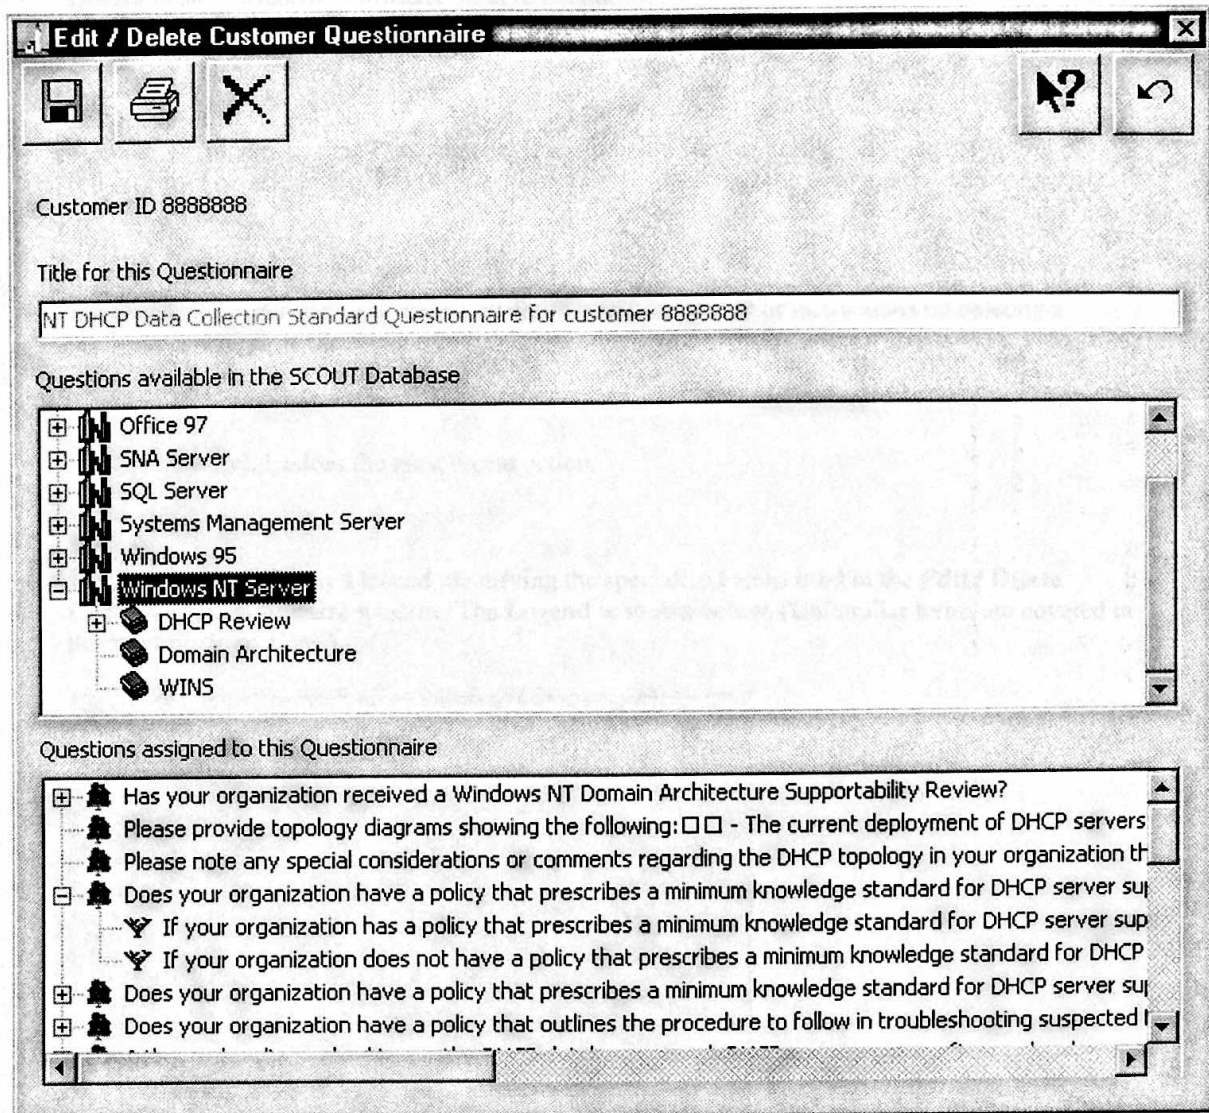 Edit / Delete Customer Questionnaire
Customer ID 8888888
Title for this Questionnaire
NT DHCP Data Collection Standard Questionnaire for customer 8888888
Questions available in the SCOUT Database
Office 97
SNA Server
SQL Server
Systems Management Server
Windows 95
Windows NT Server
DHCP Review
Domain Architecture
WINS
Questions assigned to this Questionnaire
Has your organization received a Windows NT Domain Architecture Supportability Review?
Please provide topology diagrams showing the following:□□ - The current deployment of DHCP servers
Please note any special considerations or comments regarding the DHCP topology in your organization th
Does your organization have a policy that prescribes a minimum knowledge standard for DHCP server sup
If your organization has a policy that prescribes a minimum knowledge standard for DHCP server sup
If your organization does not have a policy that prescribes a minimum knowledge standard for DHCP
Does your organization have a policy that prescribes a minimum knowledge standard for DHCP server sup
Does your organization have a policy that outlines the procedure to follow in troubleshooting suspected